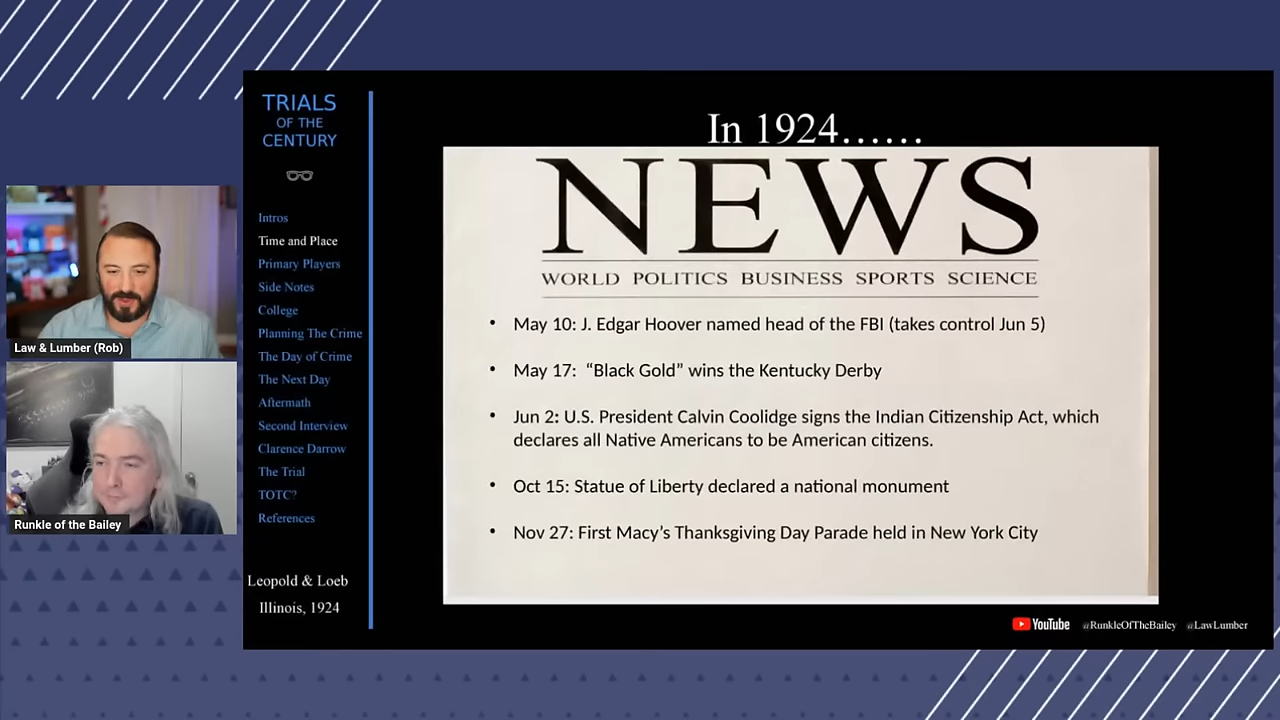 TRIALS
OF THE
CENTURY
Intros
Time and Place
Primary Players
Side Notes
College
Planning The Crime
The Day of Crime
The Next Day
Aftermath
Second Interview
Clarence Darrow
The Trial
TOTC?
References
Leopold & Loeb
Illinois, 1924
In 1924......
NEWS
WORLD POLITICS BUSINESS SPORTS SCIENCE
• May 10: J. Edgar Hoover named head of the FBI (takes control Jun 5)
• May 17: “Black Gold” wins the Kentucky Derby
• Jun 2: U.S. President Calvin Coolidge signs the Indian Citizenship Act, which
declares all Native Americans to be American citizens.
• Oct 15: Statue of Liberty declared a national monument
• Nov 27: First Macy’s Thanksgiving Day Parade held in New York City
YouTube @RunkleOfTheBailey @LawLumber
Law & Lumber (Rob)
Runkle of the Bailey